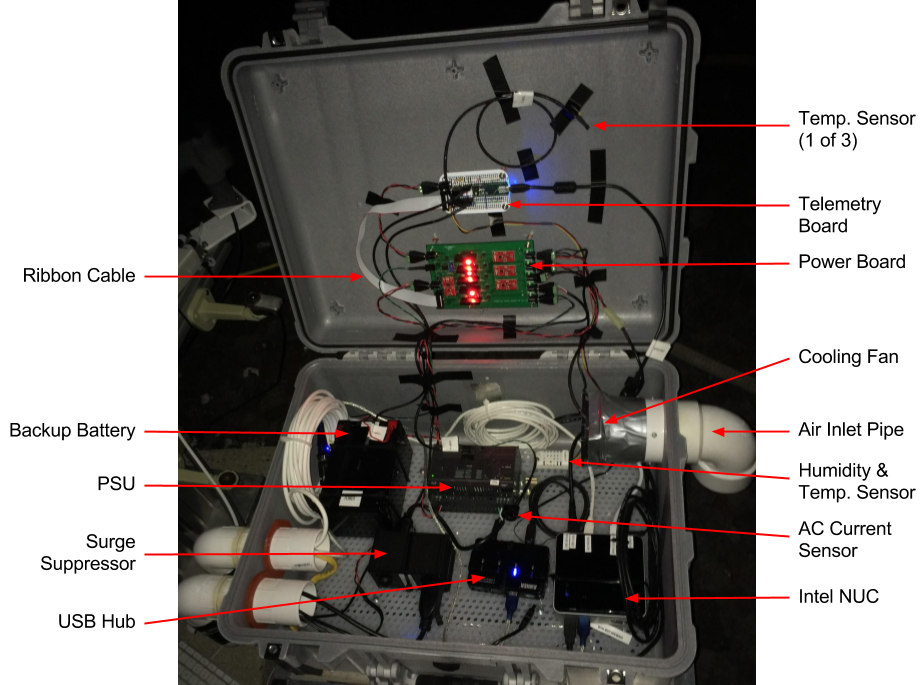 Temp. Sensor
(1 of 3)
Telemetry
Board
Ribbon Cable
Power Board
Cooling Fan
Backup Battery
Air Inlet Pipe
PSU
Humidity &
Temp. Sensor
Surge
Suppressor
AC Current
Sensor
USB Hub
Intel NUC